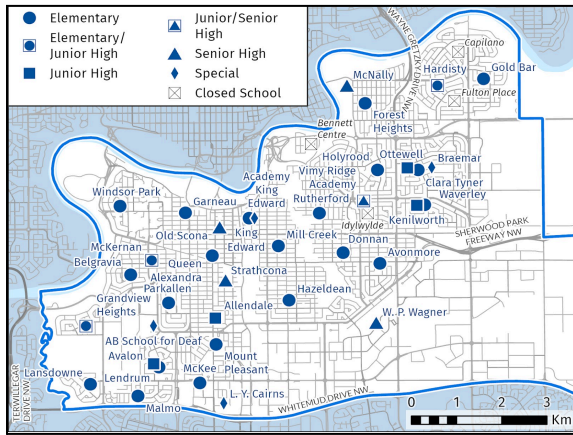 Elementary
Elementary/
Junior High
Junior High
Junior/Senior
High
Senior High
Special
Closed School
WAYNE GRETZKY DRIVE NW
Capilano
McNally
Hardisty
Gold Bar
Fulton Place
Forest
Heights
Bennett
Centre
Holyrood
Ottewell
Braemar
Vimy Ridge
Academy
Clara Tyner
Academy
King
Edward
Rutherford
Waverley
Windsor Park
Garneau
Idylwylde
Kenilworth
SHERWOOD PARK
FREEWAY NW
Old Scona
King
Edward
Mill Creek
Donnan
McKernan
Belgravia
Queen
Alexandra
Strathcona
Avonmore
Parkallen
Hazeldean
Grandview
Heights
Allendale
W. P. Wagner
AB School for Deaf
Avalon
Mount
Pleasant
Lansdowne
Lendrum
McKee
L. Y. Cairns
Malmo
WHITEMUD DRIVE NW
TERWILLEGAR
DRIVE NW
0 1 2 3
Km